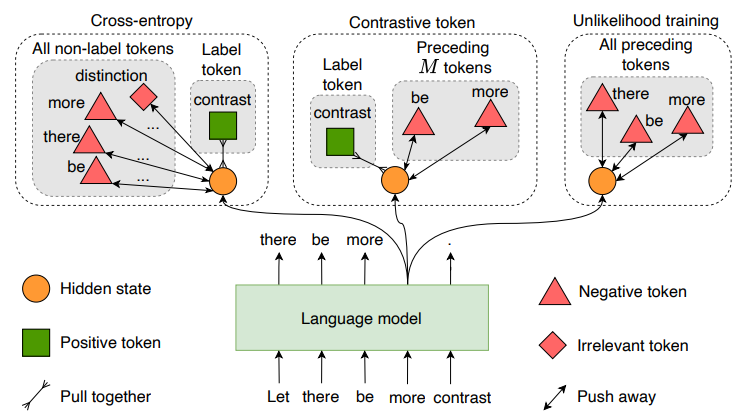 Cross-entropy
Contrastive token
Unlikelihood training
All non-label tokens
distinction
more
...
there
...
be
...
Label
token
contrast
Label
token
contrast
Preceding
M tokens
be
more
All preceding
tokens
there
be
more
there be more .
Language model
Let there be more contrast
Hidden state
Positive token
Pull together
Negative token
Irrelevant token
Push away